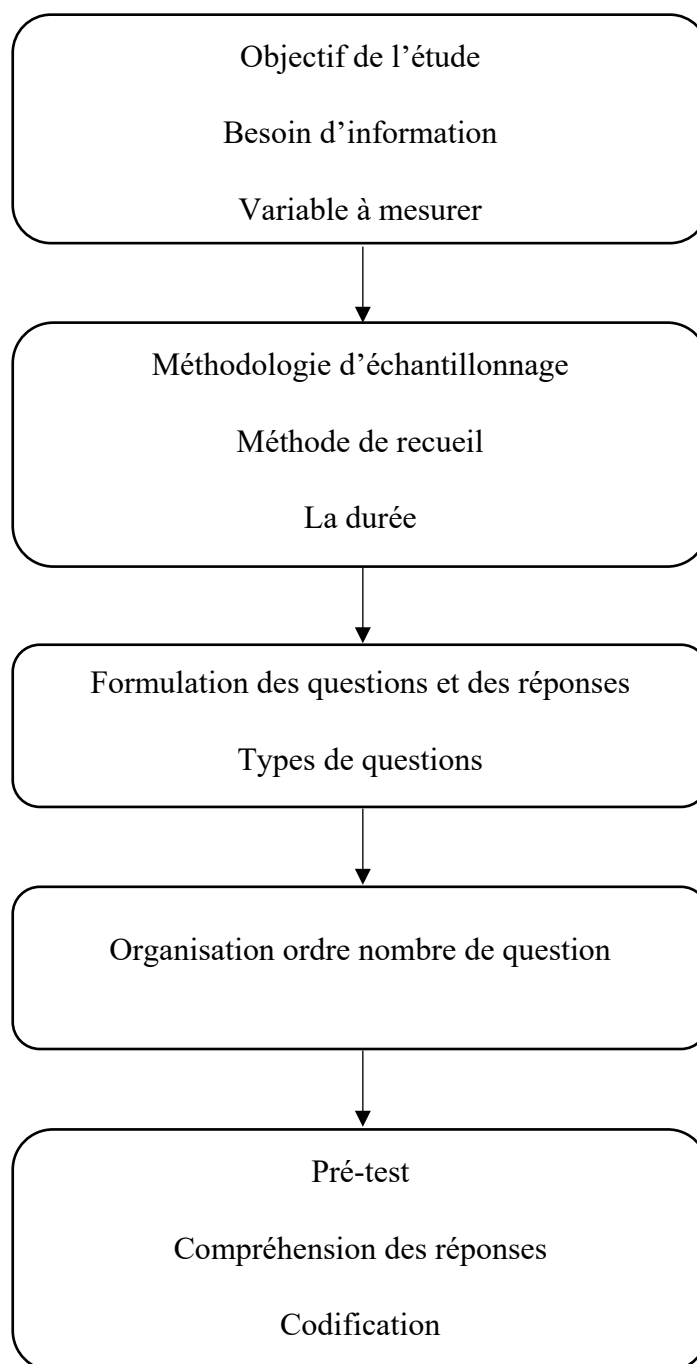 Objectif de l’étude
Besoin d’information
Variable à mesurer
Méthodologie d’échantillonnage
Méthode de recueil
La durée
Formulation des questions et des réponses
Types de questions
Organisation ordre nombre de question
Pré-test
Compréhension des réponses
Codification